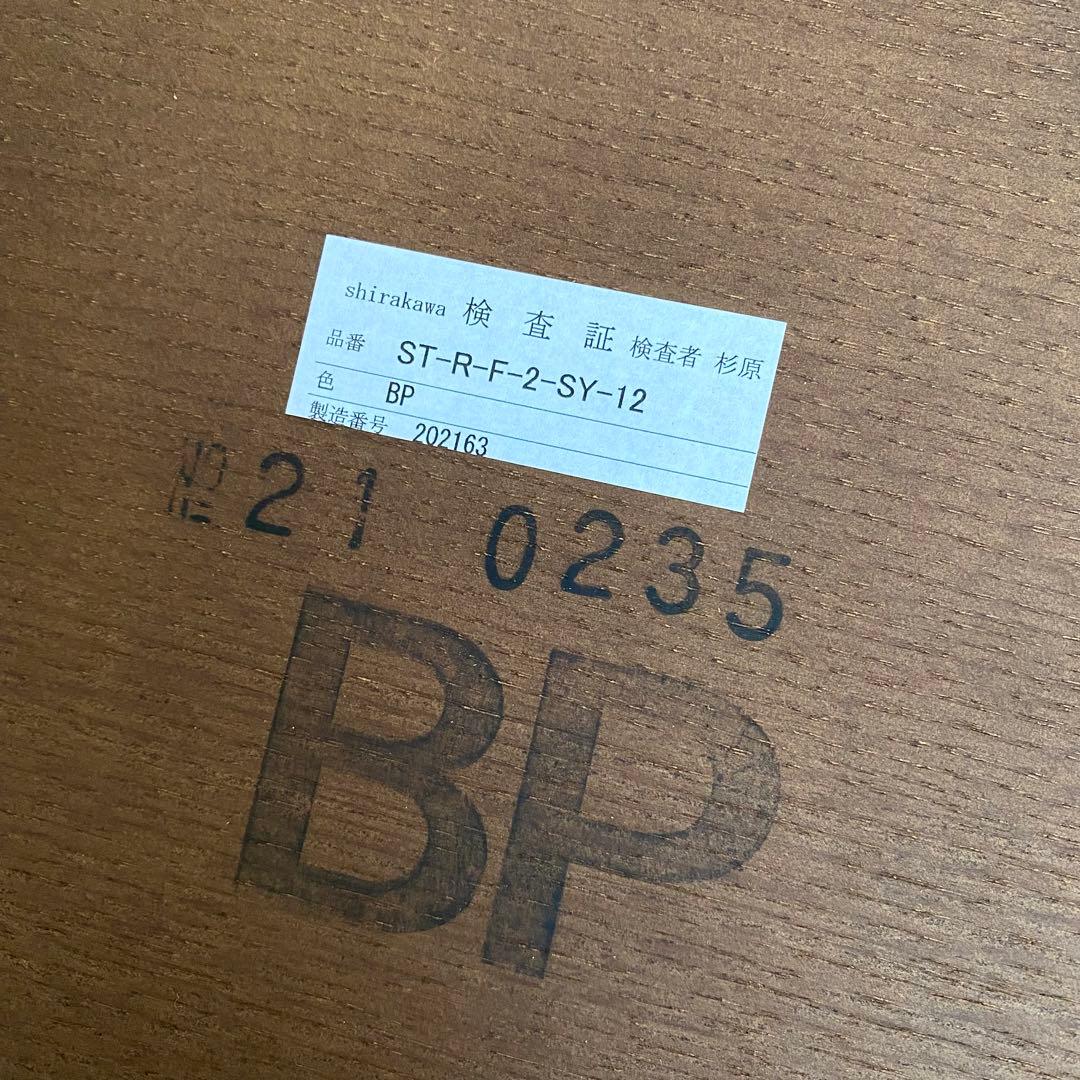 shirakawa 検 査 証 検査者 杉原
品番 ST-R-F-2-SY-12
色 BP
製造番号 202163
21 0235
BP